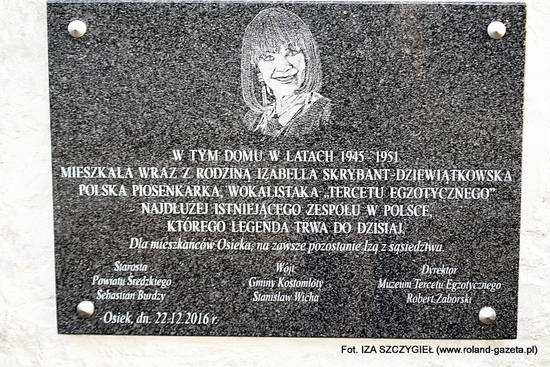 W TYM DOMU W LATACH 1945-1951
MIESZKAŁA WRAZ Z RODZINĄ IZABELLA SKRYBANT-DZIEWIĄTKOWSKA
POLSKA PIOSENKARKA, WOKALISTAKA „TERCETU EGZOTYCZNEGO”
NAJDŁUŻEJ ISTNIEJĄCEGO ZESPOŁU W POLSCE,
KTÓREGO LEGENDA TRWA DO DZISIAJ.
Dla mieszkańców Osieka, na zawsze pozostanie Izą z sąsiedztwa.
Starosta
Powiatu Średzkiego
Sebastian Burdzy
Wójt
Gminy Kostomłoty
Stanisław Wicha
Dyrektor
Muzeum Tercetu Egzotycznego
Robert Zaborski
Osiek, dn. 22.12.2016 r.
Fot. IZA SZCZYGIEŁ (www.roland-gazeta.pl)